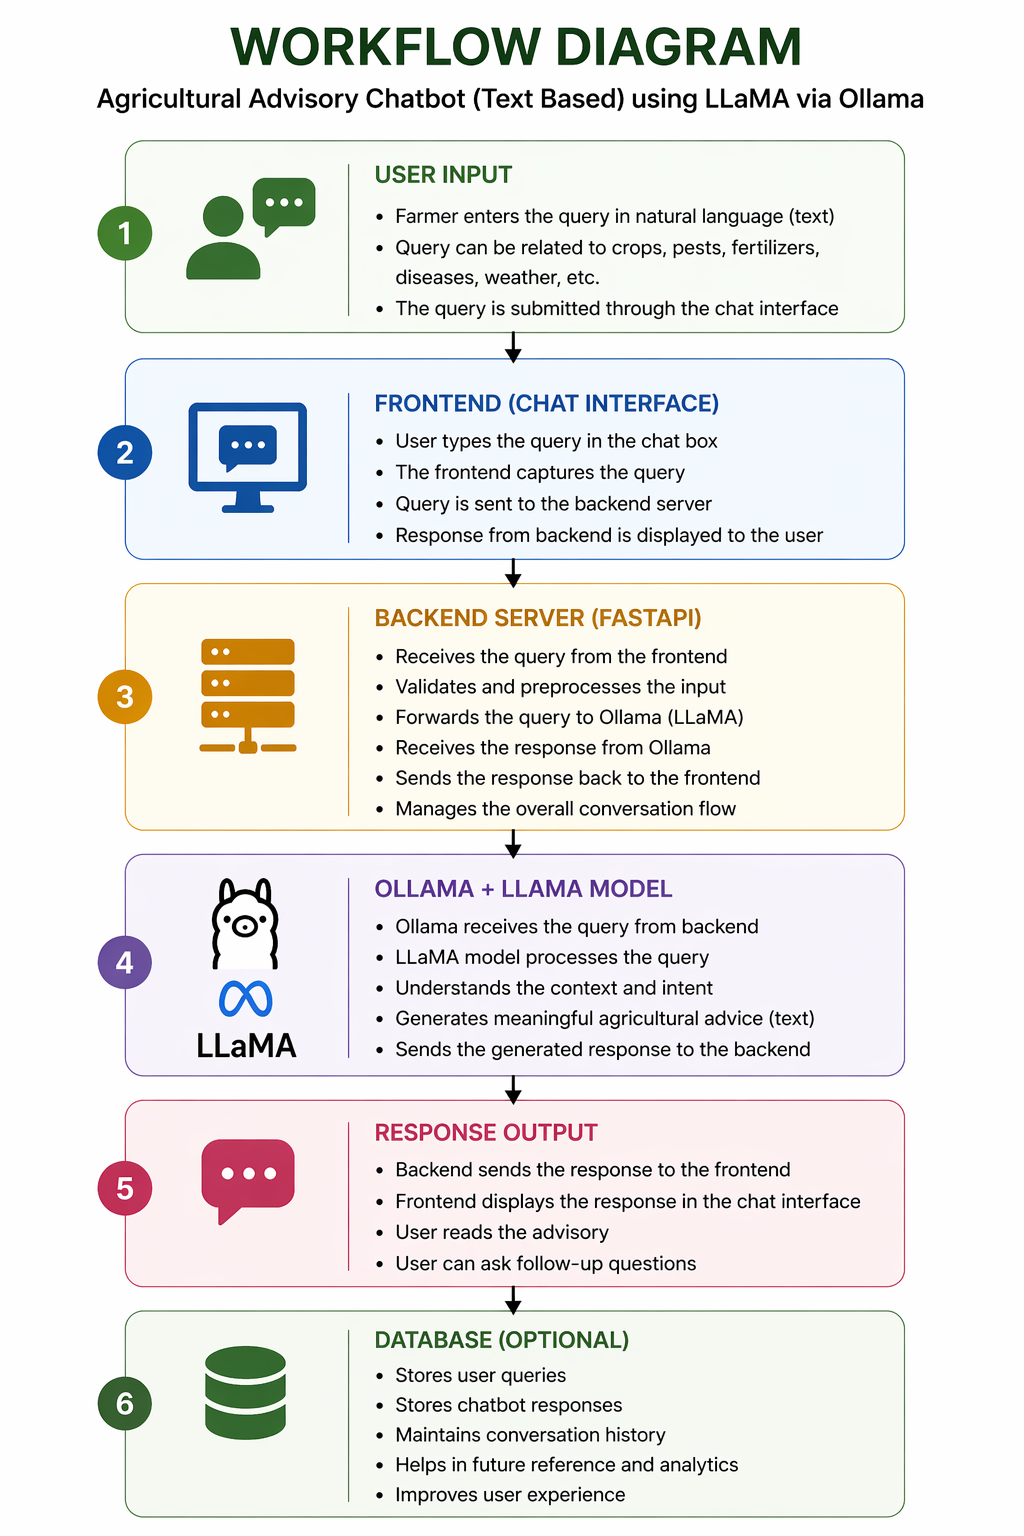 WORKFLOW DIAGRAM
Agricultural Advisory Chatbot (Text Based) using LLaMA via Ollama
1
USER INPUT
• Farmer enters the query in natural language (text)
• Query can be related to crops, pests, fertilizers,
diseases, weather, etc.
• The query is submitted through the chat interface
2
FRONTEND (CHAT INTERFACE)
• User types the query in the chat box
• The frontend captures the query
• Query is sent to the backend server
• Response from backend is displayed to the user
3
BACKEND SERVER (FASTAPI)
• Receives the query from the frontend
• Validates and preprocesses the input
• Forwards the query to Ollama (LLaMA)
• Receives the response from Ollama
• Sends the response back to the frontend
• Manages the overall conversation flow
4
LLaMA
OLLAMA + LLAMA MODEL
• Ollama receives the query from backend
• LLaMA model processes the query
• Understands the context and intent
• Generates meaningful agricultural advice (text)
• Sends the generated response to the backend
5
RESPONSE OUTPUT
• Backend sends the response to the frontend
• Frontend displays the response in the chat interface
• User reads the advisory
• User can ask follow-up questions
6
DATABASE (OPTIONAL)
• Stores user queries
• Stores chatbot responses
• Maintains conversation history
• Helps in future reference and analytics
• Improves user experience